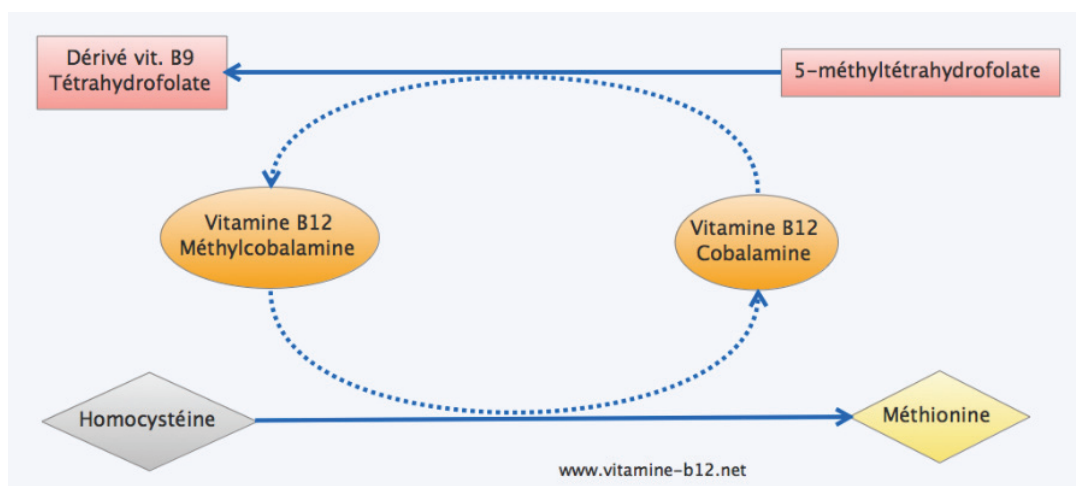 Dérivé vit. B9
Tétrahydrofolate
5-méthyltétrahydrofolate
Vitamine B12
Méthylcobalamine
Vitamine B12
Cobalamine
Homocystéine
Méthionine
www.vitamine-b12.net